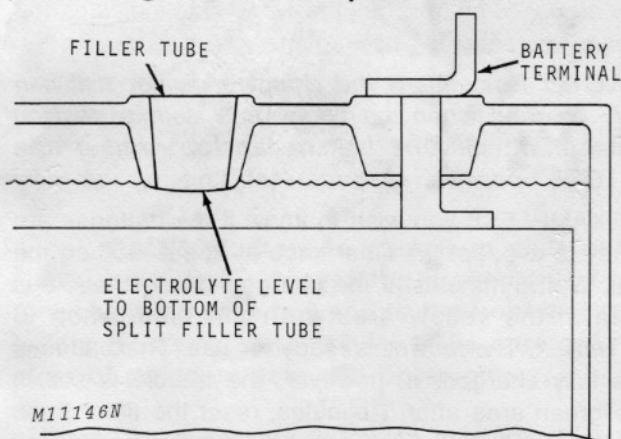 FILLER TUBE
BATTERY
TERMINAL
ELECTROLYTE LEVEL
TO BOTTOM OF
SPLIT FILLER TUBE
M11146N